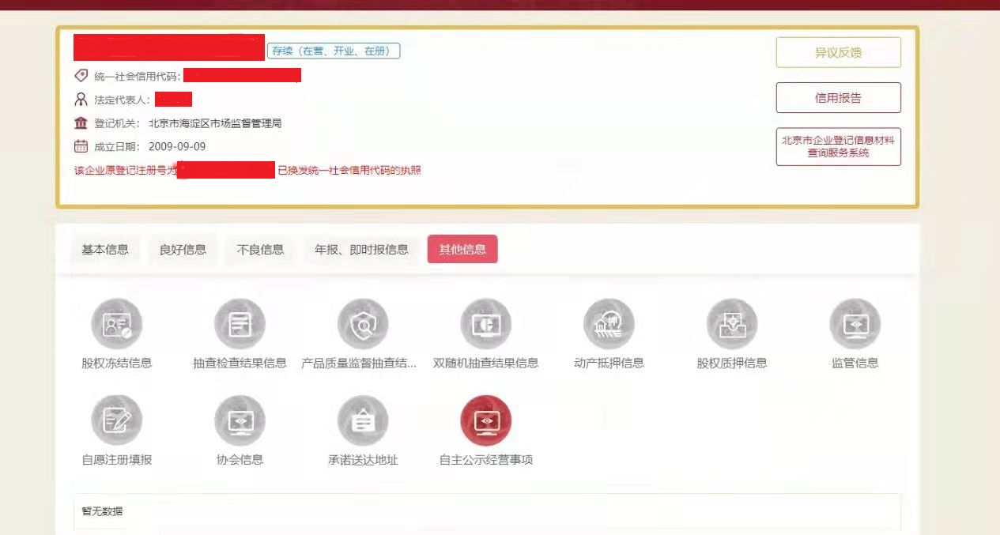 存续（在营、开业、在册）
异议反馈
统一社会信用代码：
信用报告
法定代表人：
登记机关： 北京市海淀区市场监督管理局
成立日期： 2009-09-09
北京市企业登记信息材料
查询服务系统
该企业原登记注册号为 已换发统一社会信用代码的执照
基本信息 良好信息 不良信息 年报、即时报信息 其他信息
股权冻结信息 抽查检查结果信息 产品质量监督抽查结... 双随机抽查结果信息 动产抵押信息 股权质押信息 监管信息
自愿注册填报 协会信息 承诺送达地址 自主公示经营事项
暂无数据